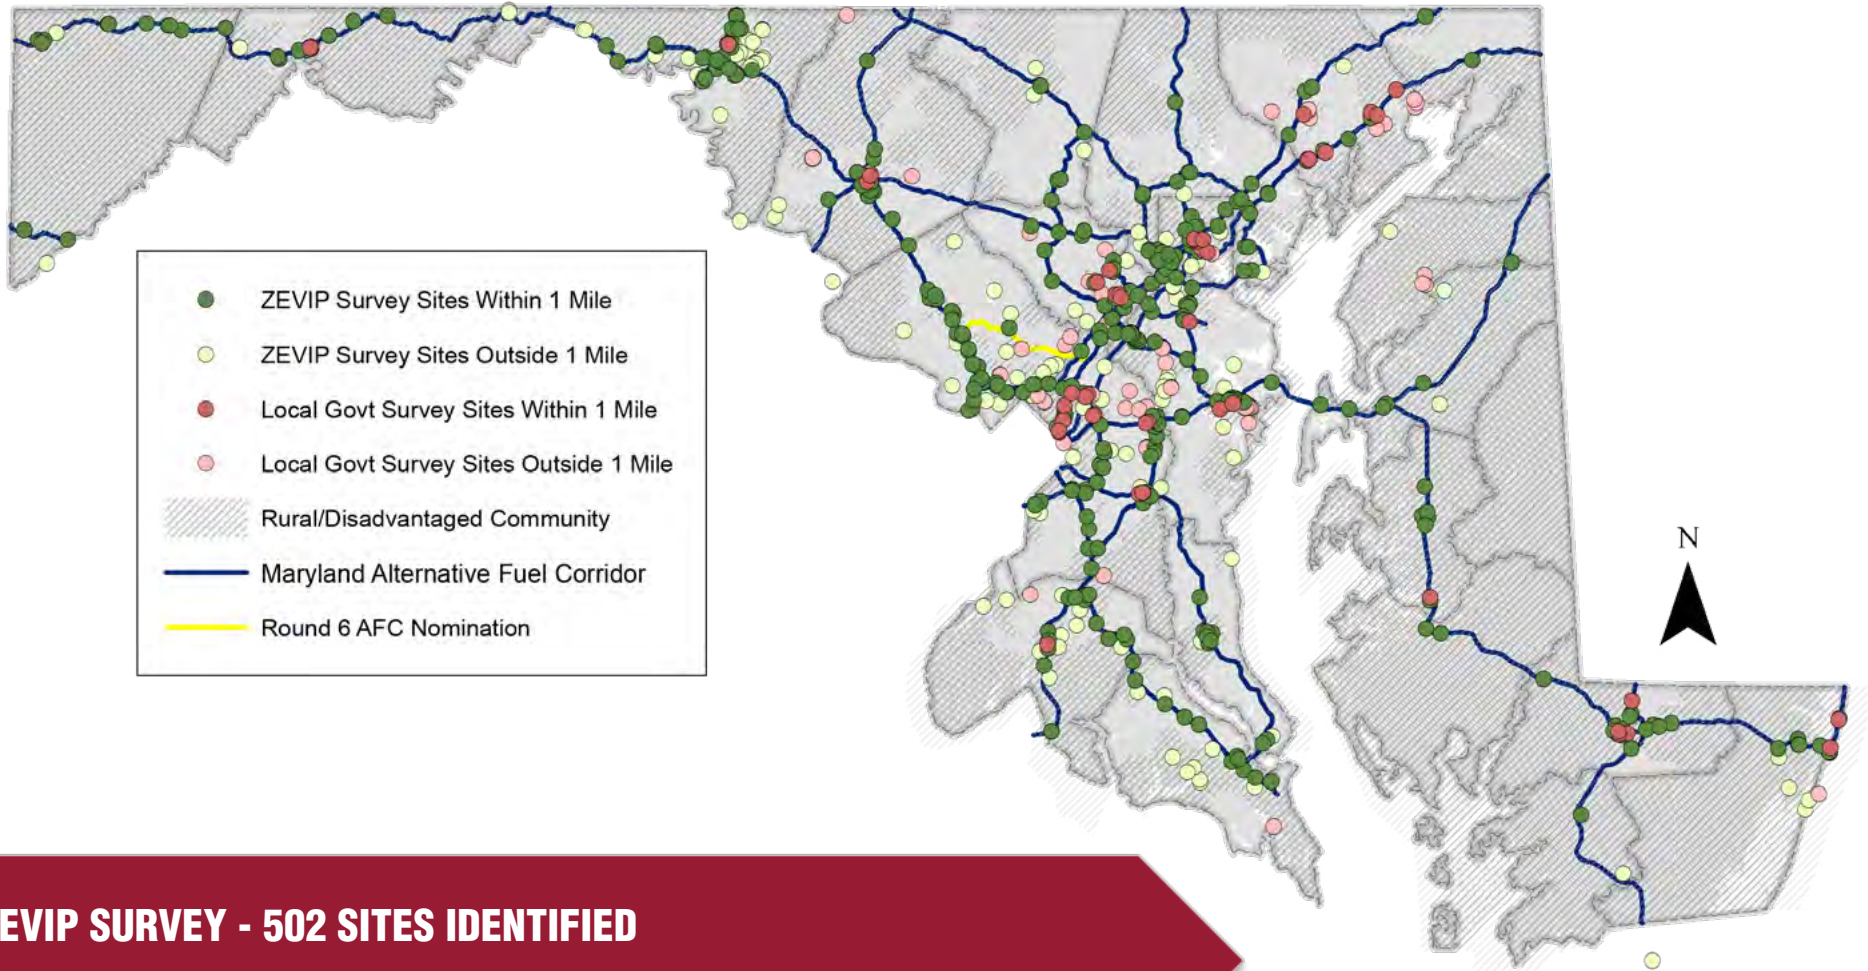 ZEVIP Survey Sites Within 1 Mile
ZEVIP Survey Sites Outside 1 Mile
Local Govt Survey Sites Within 1 Mile
Local Govt Survey Sites Outside 1 Mile
Rural/Disadvantaged Community
Maryland Alternative Fuel Corridor
Round 6 AFC Nomination
N
EVIP SURVEY - 502 SITES IDENTIFIED